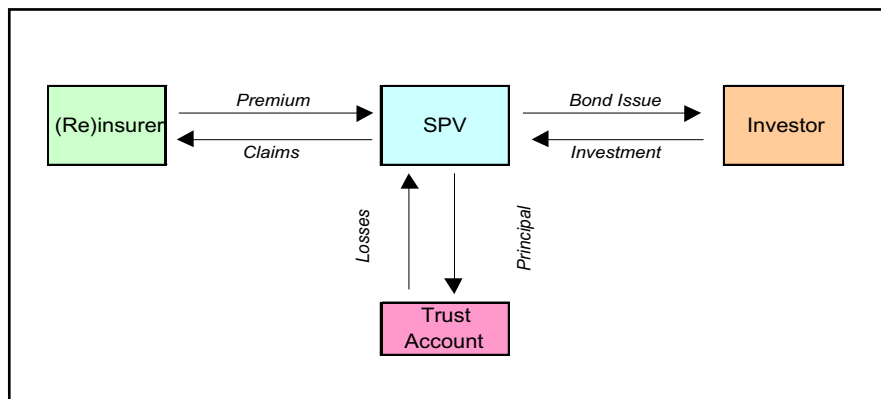 Premium
Bond Issue
(Re)insurer
SPV
Investor
Claims
Investment
Losses
Principal
Trust
Account